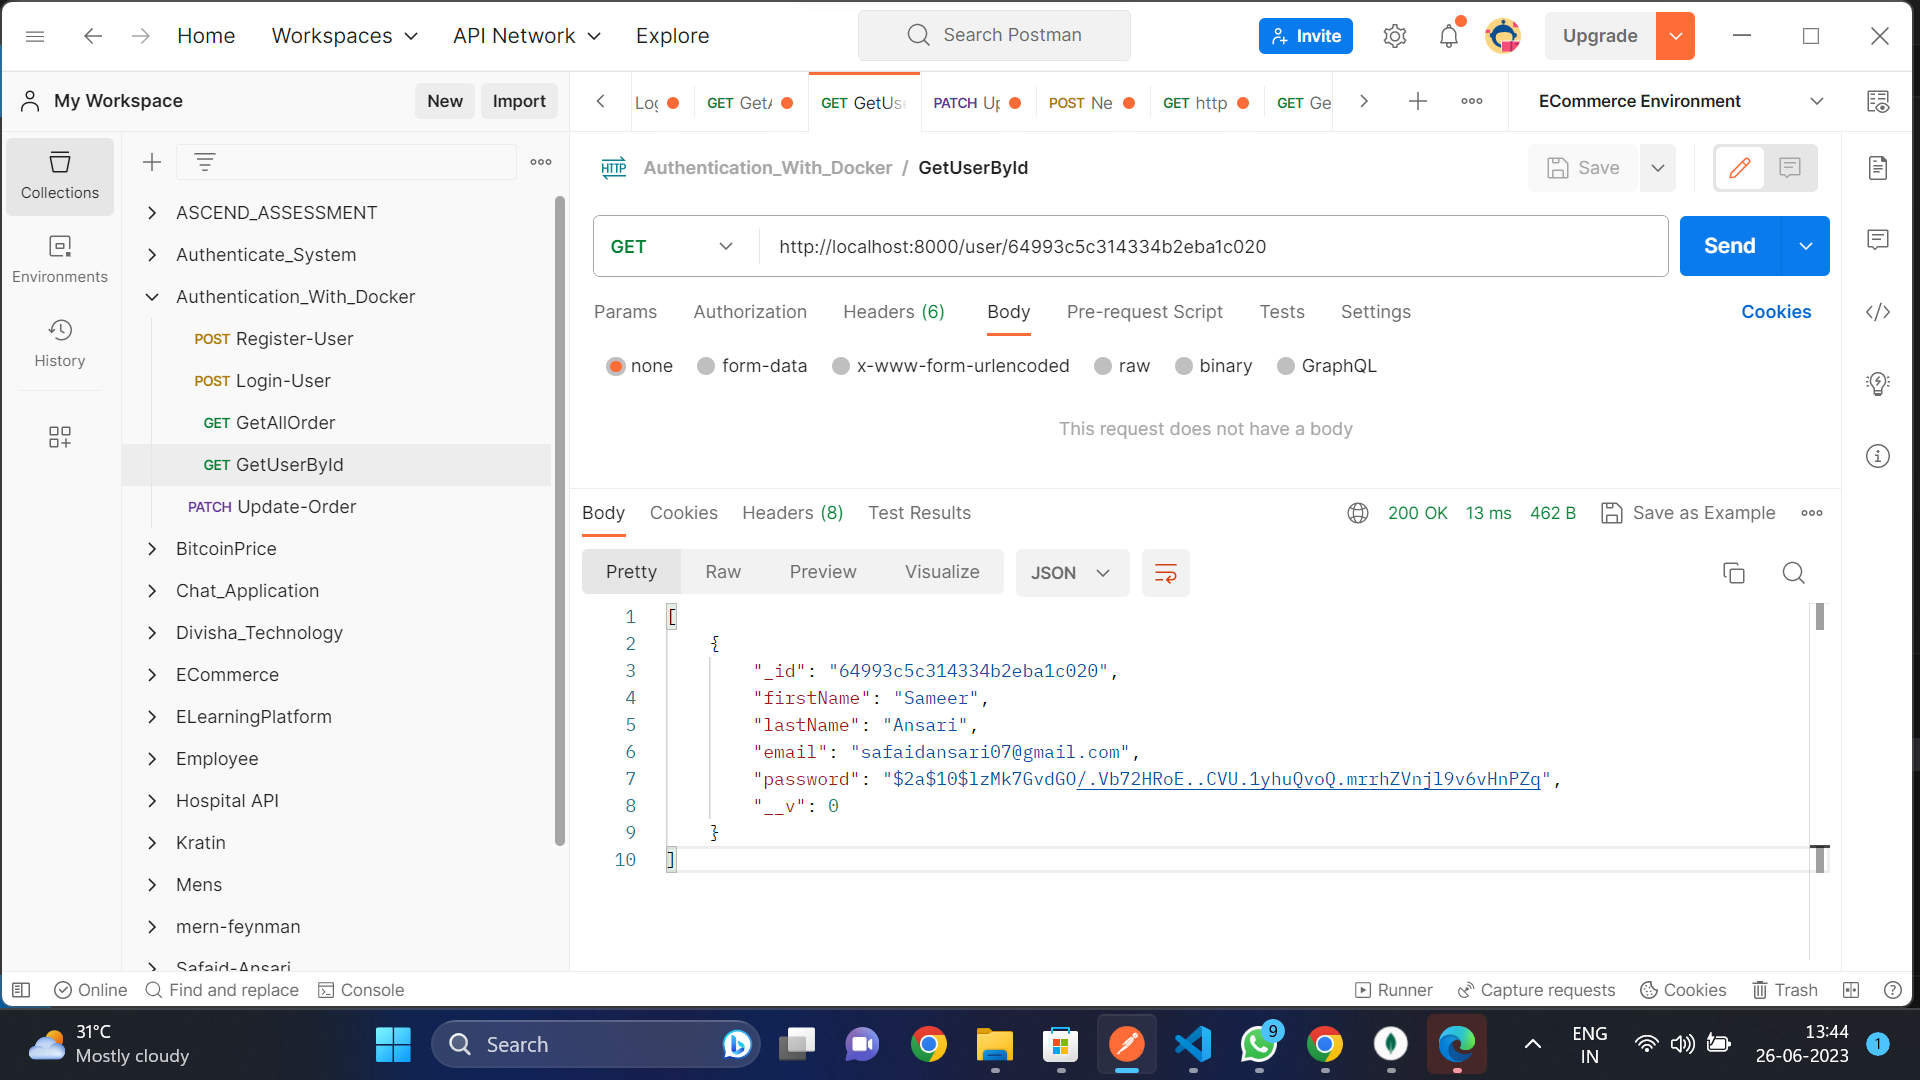 Home
Workspaces
API Network
Explore
Search Postman
Invite
Upgrade
My Workspace
New
Import
GET
GET GetUs
PATCH
POST Ne
GET http
GET Ge
ECommerce Environment
Collections
Environments
History
ASCEND_ASSESSMENT
Authenticate_System
Authentication_With_Docker
POST Register-User
POST Login-User
GET GetAllOrder
GET GetUserById
PATCH Update-Order
BitcoinPrice
Chat_Application
Divisha_Technology
ECommerce
ELearningPlatform
Employee
Hospital API
Kratin
Mens
mern-feynman
Safaid-Ansari
HTTP Authentication_With_Docker / GetUserById
Save
GET
http://localhost:8000/user/64993c5c314334b2eba1c020
Send
Params
Authorization
Headers (6)
Body
Pre-request Script
Tests
Settings
Cookies
none
form-data
x-www-form-urlencoded
raw
binary
GraphQL
This request does not have a body
Body
Cookies
Headers (8)
Test Results
200 OK
13 ms
462 B
Save as Example
Pretty
Raw
Preview
Visualize
JSON
1 [
2 {
3 "_id": "64993c5c314334b2eba1c020",
4 "firstName": "Sameer",
5 "lastName": "Ansari",
6 "email": "safaidansari07@gmail.com",
7 "password": "$2a$10$lzMk7GvdGO/.Vb72HRoE..CVU.1yhuQvoQ.mrrhZVnjl9v6vHnPZq",
8 "__v": 0
9 }
10 ]
Online
Find and replace
Console
Runner
Capture requests
Cookies
Trash
31°C
Mostly cloudy
Search
9
ENG
IN
13:44
26-06-2023
1